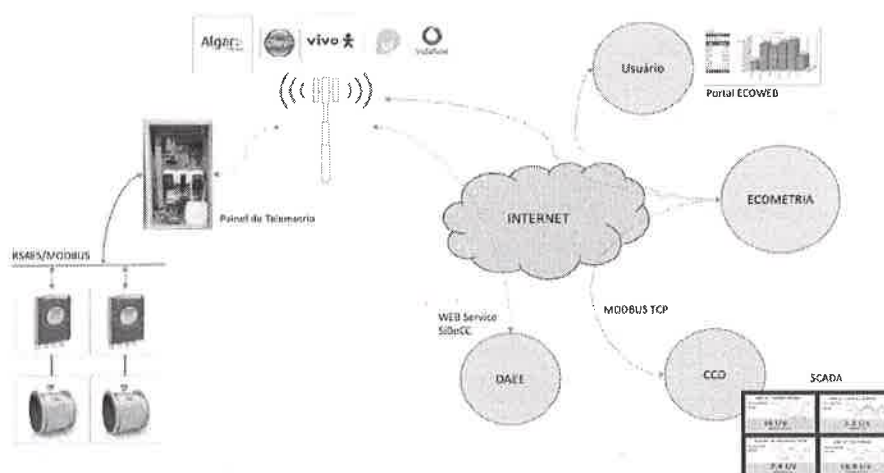 Algar
vivo
vodafone
Usuário
Portal ECOWEB
Painel de Telemetria
INTERNET
ECOMETRIA
RS485/MODBUS
WEB Service
SiDeCC
MODBUS TCP
DAEE
CCO
SCADA